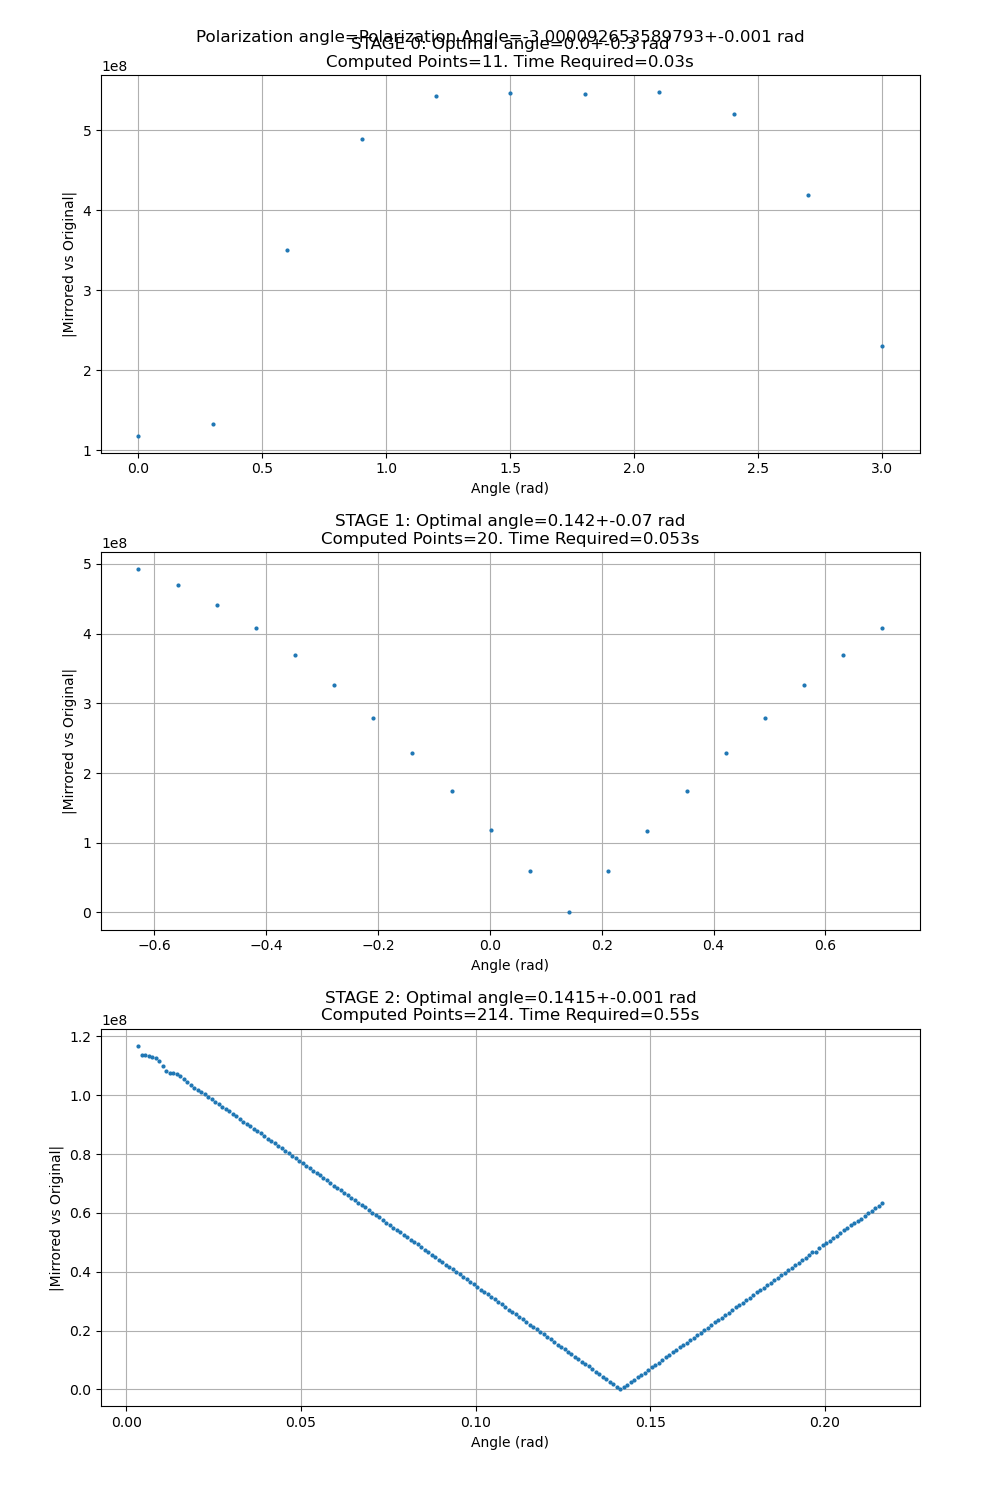 Polarization angle=Polarization Angle=-3.000092653589793+-0.001 rad
STAGE 0: Optimal angle=0.0+-0.3 rad
Computed Points=11. Time Required=0.03s
1e8
5
4
3
2
1
|Mirrored vs Original|
0.0 0.5 1.0 1.5 2.0 2.5 3.0
Angle (rad)
STAGE 1: Optimal angle=0.142+-0.07 rad
Computed Points=20. Time Required=0.053s
1e8
5
4
3
2
1
0
|Mirrored vs Original|
−0.6 −0.4 −0.2 0.0 0.2 0.4 0.6
Angle (rad)
STAGE 2: Optimal angle=0.1415+-0.001 rad
Computed Points=214. Time Required=0.55s
1e8
1.2
1.0
0.8
0.6
0.4
0.2
0.0
|Mirrored vs Original|
0.00 0.05 0.10 0.15 0.20
Angle (rad)